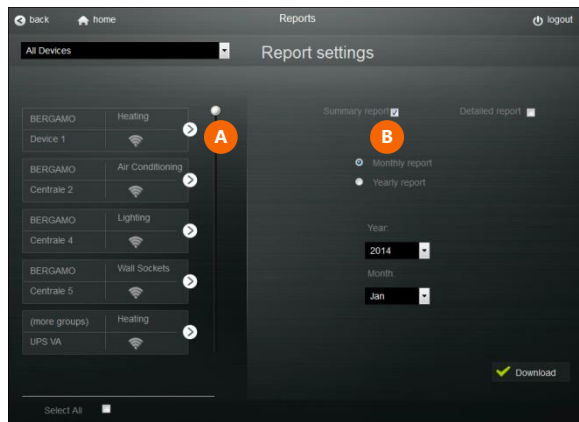 back home Reports logout
All Devices
Report settings
BERGAMO Heating
Device 1
A
Summary report Detailed report
B
BERGAMO Air Conditioning
Centrale 2
Monthly report
Yearly report
BERGAMO Lighting
Centrale 4
Year:
2014
BERGAMO Wall Sockets
Centrale 5
Month:
Jan
(more groups) Heating
UPS VA
Download
Select All